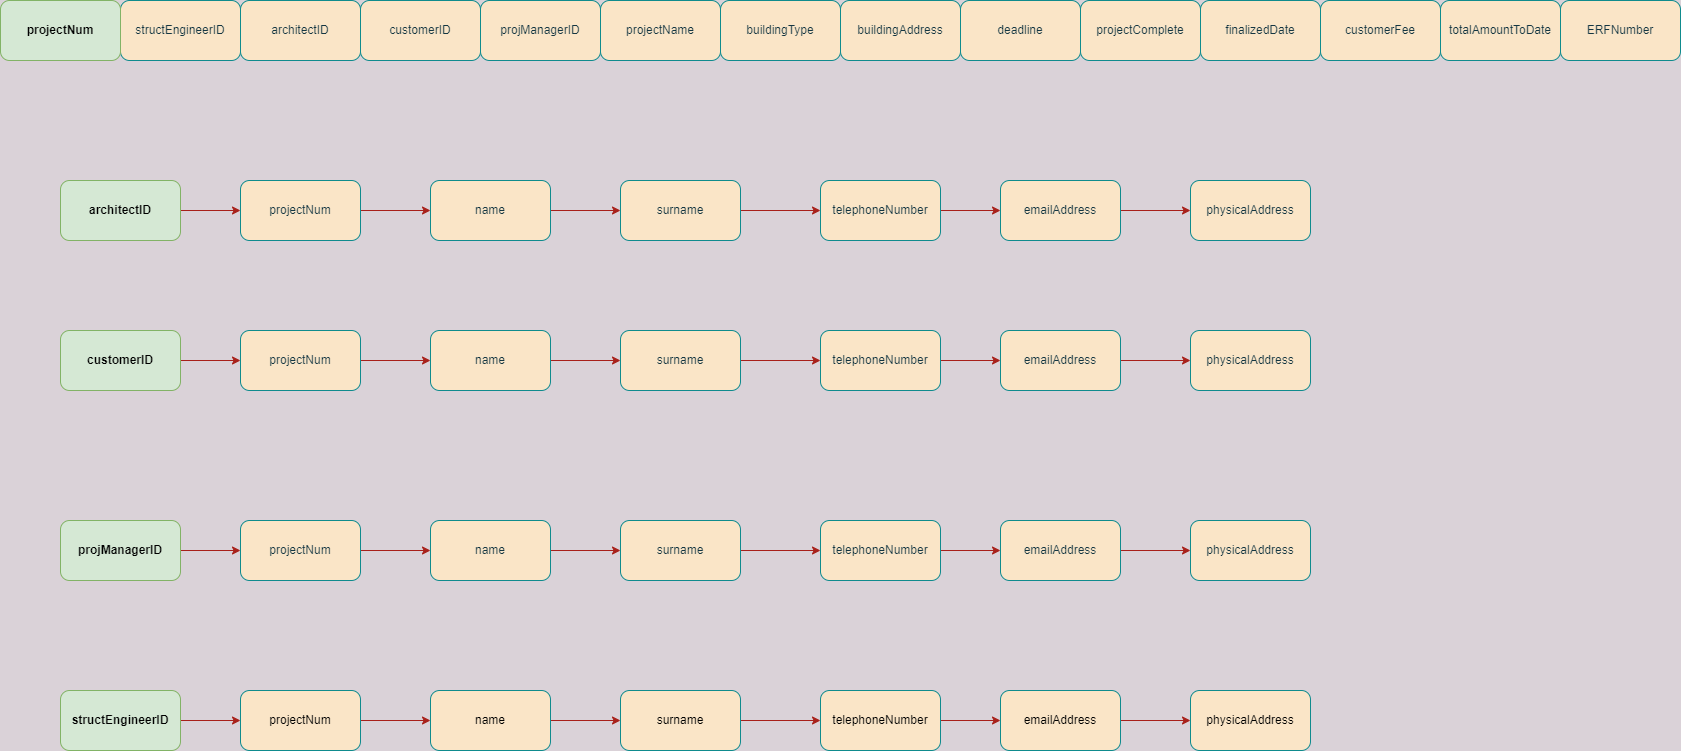 projectNum structEngineerID architectID customerID projManagerID projectName buildingType buildingAddress deadline projectComplete finalizedDate customerFee totalAmountToDate ERFNumber
architectID projectNum name surname telephoneNumber emailAddress physicalAddress
customerID projectNum name surname telephoneNumber emailAddress physicalAddress
projManagerID projectNum name surname telephoneNumber emailAddress physicalAddress
structEngineerID projectNum name surname telephoneNumber emailAddress physicalAddress